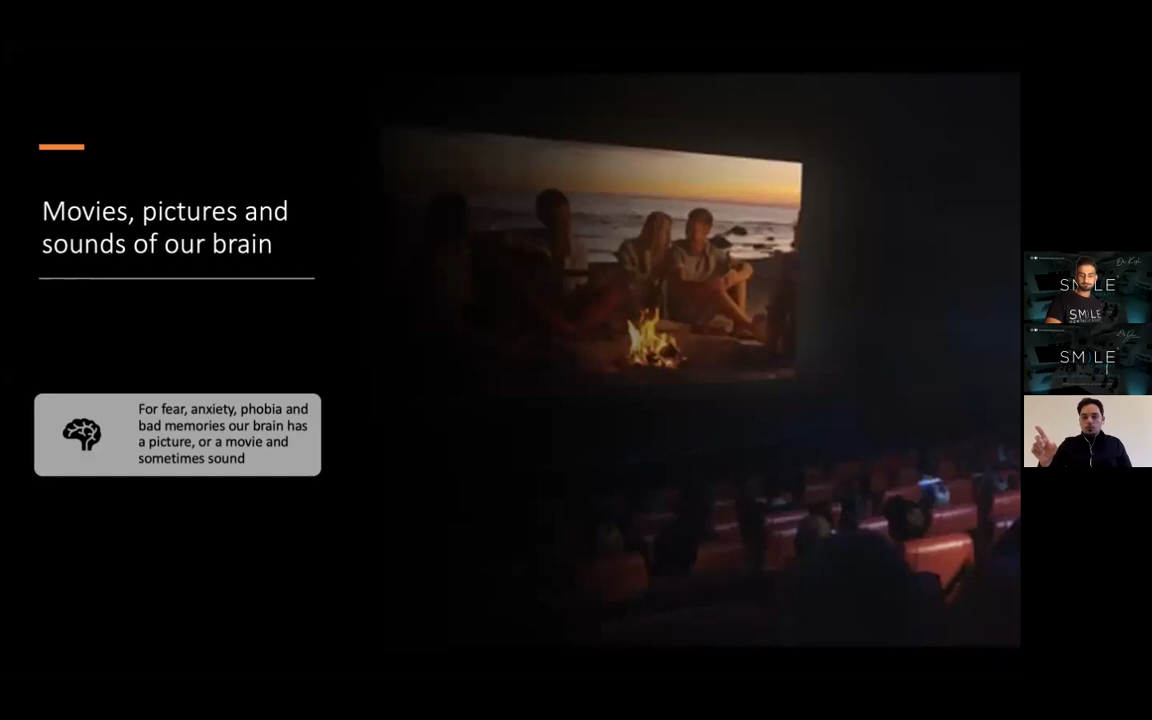 Movies, pictures and
sounds of our brain
For fear, anxiety, phobia and
bad memories our brain has
a picture, or a movie and
sometimes sound
SMILE
SMILE